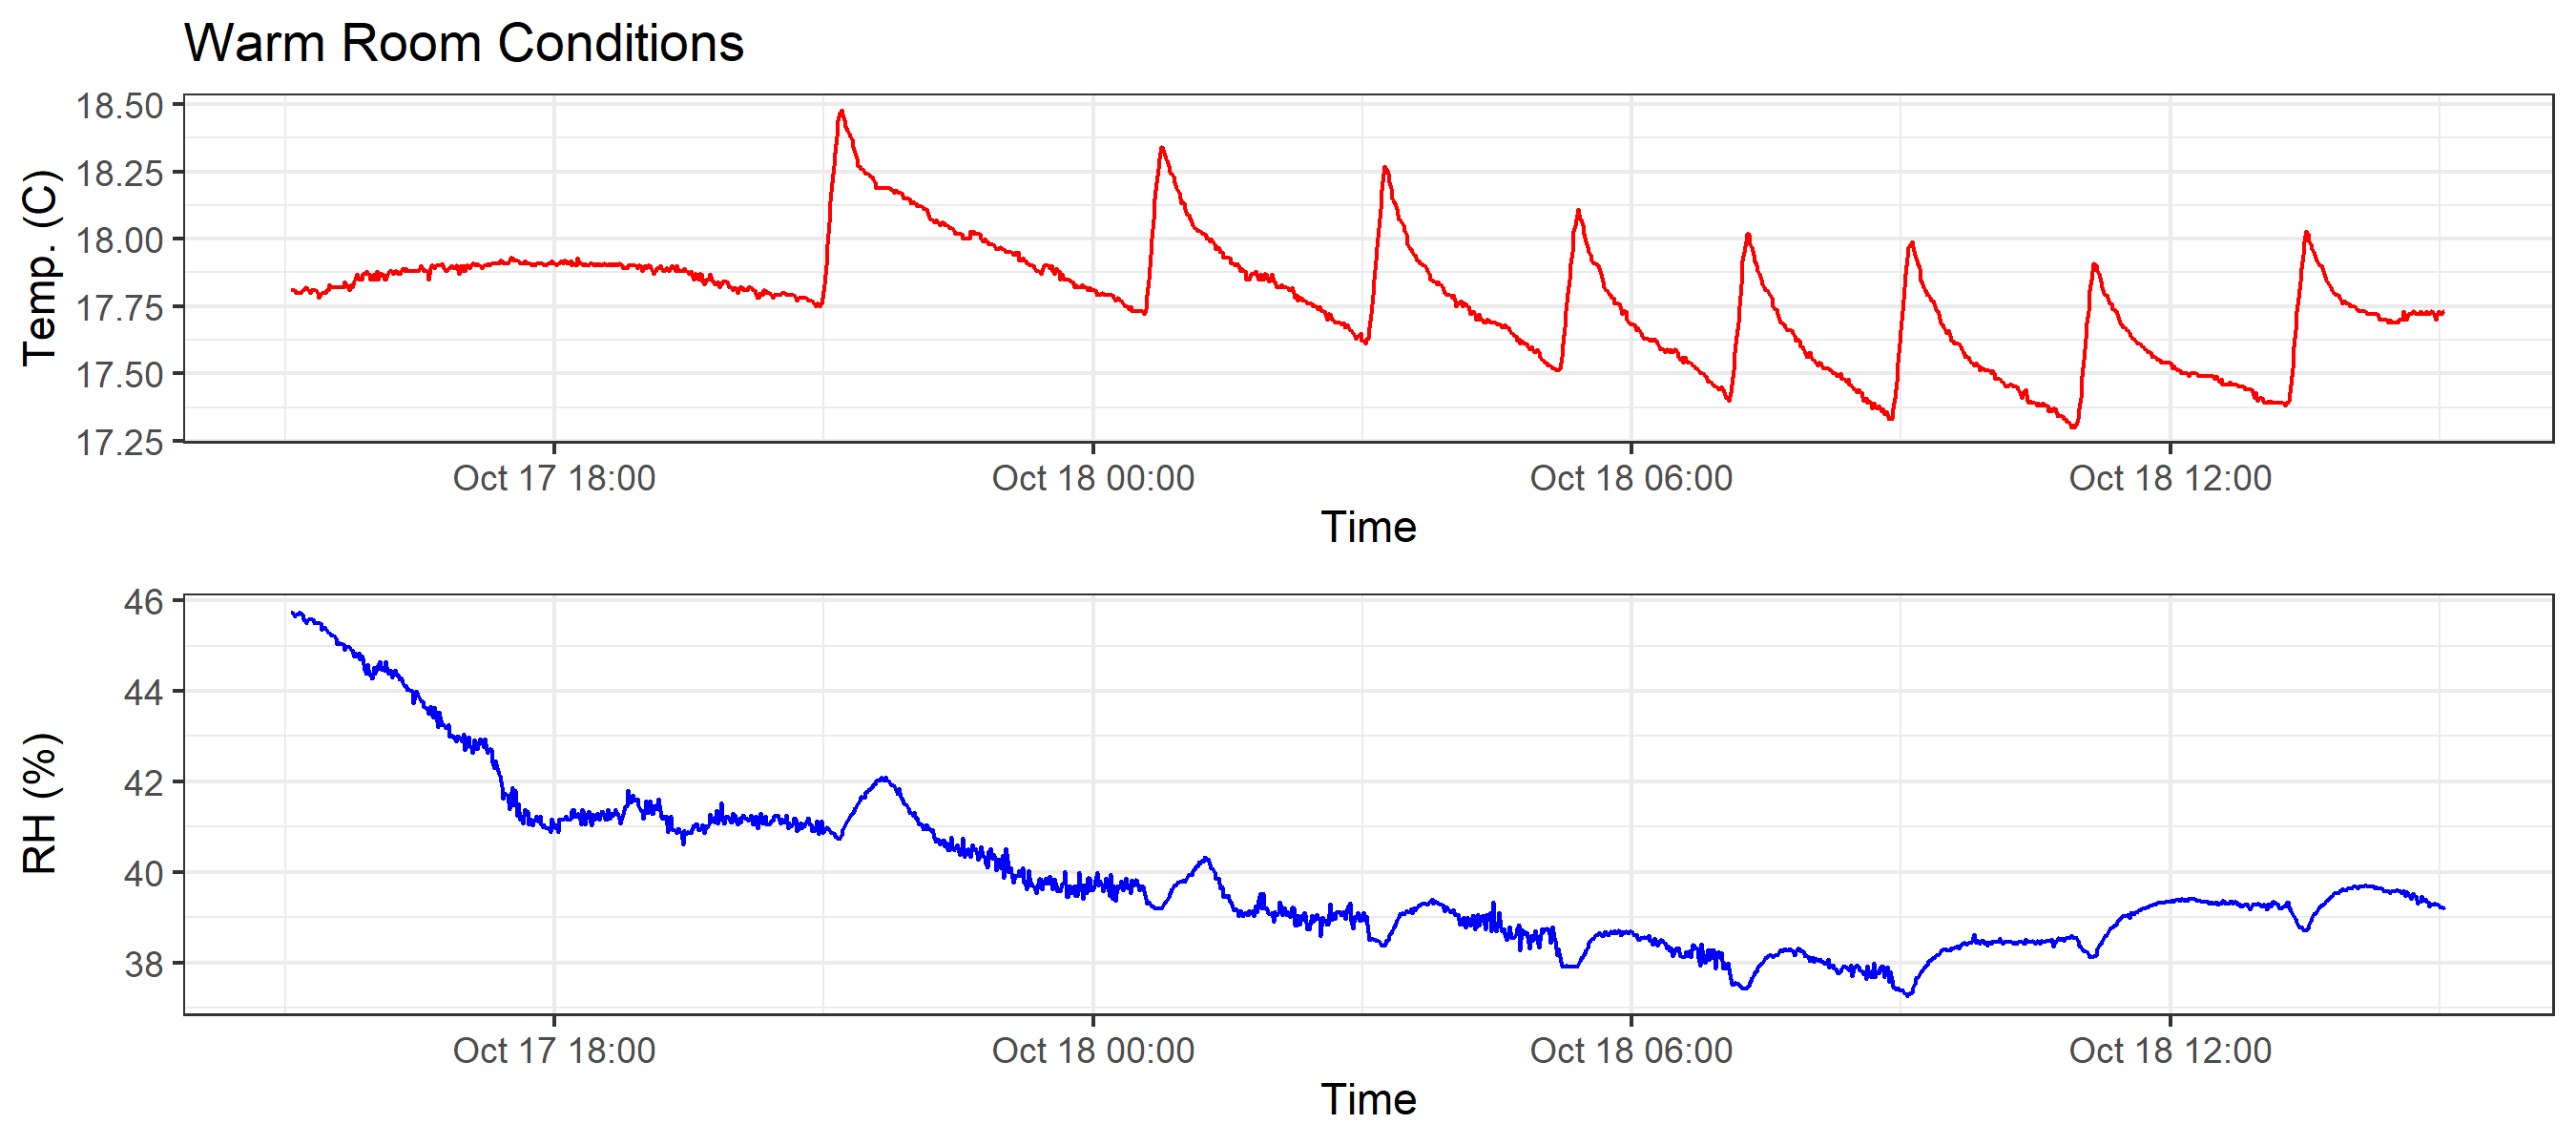 Warm Room Conditions
Temp. (C)
18.50
18.25
18.00
17.75
17.50
17.25
Oct 17 18:00 Oct 18 00:00 Oct 18 06:00 Oct 18 12:00
Time
RH (%)
46
44
42
40
38
Oct 17 18:00 Oct 18 00:00 Oct 18 06:00 Oct 18 12:00
Time